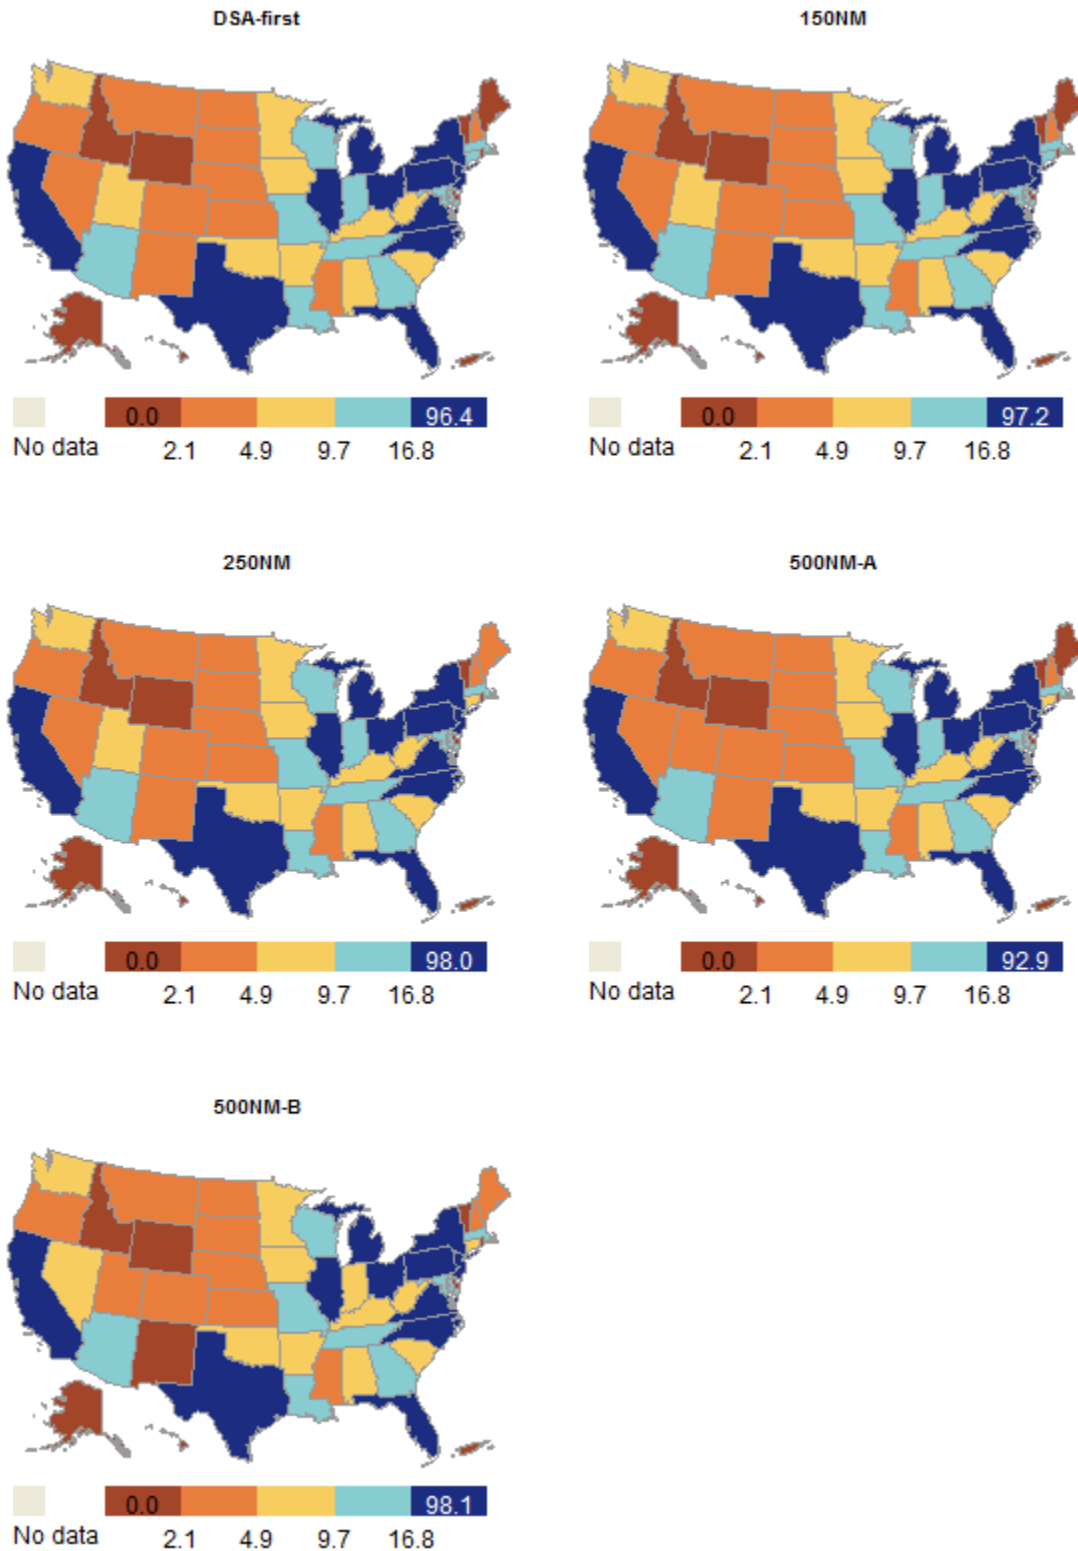 DSA-first
150NM
0.0 96.4
No data 2.1 4.9 9.7 16.8
0.0 97.2
No data 2.1 4.9 9.7 16.8
250NM
500NM-A
0.0 98.0
No data 2.1 4.9 9.7 16.8
0.0 92.9
No data 2.1 4.9 9.7 16.8
500NM-B
0.0 98.1
No data 2.1 4.9 9.7 16.8